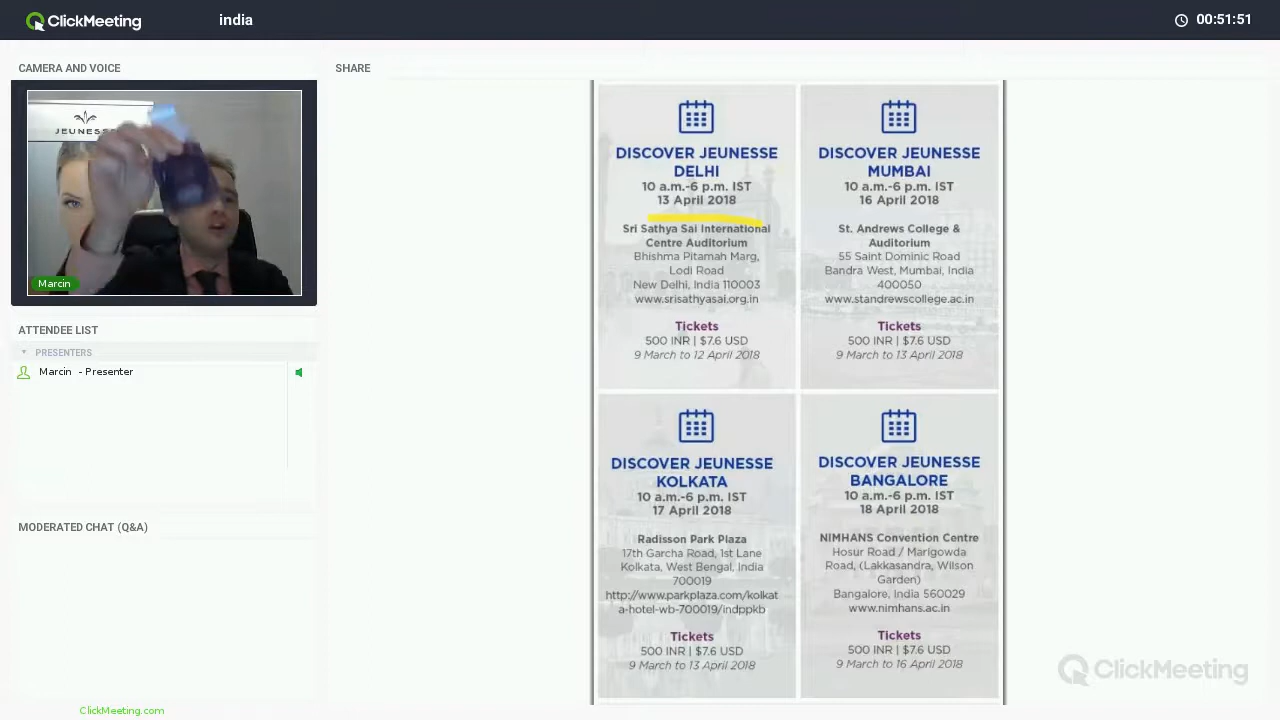 ClickMeeting
india
00:51:51
CAMERA AND VOICE
JEUNESSE
Marcin
ATTENDEE LIST
PRESENTERS
Marcin - Presenter
MODERATED CHAT (Q&A)
ClickMeeting.com
SHARE
DISCOVER JEUNESSE
DELHI
10 a.m.-6 p.m. IST
13 April 2018
Sri Sathya Sai International
Centre Auditorium
Bhishma Pitamah Marg,
Lodi Road
New Delhi, India 110003
www.srisathyasai.org.in
Tickets
500 INR | $7.6 USD
9 March to 12 April 2018
DISCOVER JEUNESSE
MUMBAI
10 a.m.-6 p.m. IST
16 April 2018
St. Andrews College &
Auditorium
55 Saint Dominic Road
Bandra West, Mumbai, India
400050
www.standrewscollege.ac.in
Tickets
500 INR | $7.6 USD
9 March to 13 April 2018
DISCOVER JEUNESSE
KOLKATA
10 a.m.-6 p.m. IST
17 April 2018
Radisson Park Plaza
17th Garcha Road, 1st Lane
Kolkata, West Bengal, India
700019
http://www.parkplaza.com/kolkat
a-hotel-wb-700019/indppkb
Tickets
500 INR | $7.6 USD
9 March to 13 April 2018
DISCOVER JEUNESSE
BANGALORE
10 a.m.-6 p.m. IST
18 April 2018
NIMHANS Convention Centre
Hosur Road / Marigowda
Road, (Lakkasandra, Wilson
Garden)
Bangalore, India 560029
www.nimhans.ac.in
Tickets
500 INR | $7.6 USD
9 March to 16 April 2018
ClickMeeting